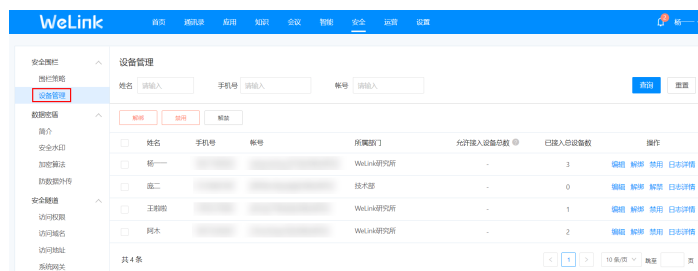 WeLink 首页 通讯录 应用 知识 会议 智能 安全 运营 设置 杨一一
安全围栏
围栏策略
设备管理
数据密盾
简介
安全水印
加密算法
防数据外传
安全隧道
访问权限
访问域名
访问地址
系统网关
设备管理
姓名 请输入 手机号 请输入 帐号 请输入 查询 重置
解绑 禁用 解禁
姓名 手机号 帐号 所属部门 允许接入设备总数 已接入总设备数 操作
杨一一 WeLink研究所 - 3 编辑 解绑 禁用 日志详情
庞二 技术部 - 0 编辑 解绑 解禁 日志详情
王啦啦 WeLink研究所 - 1 编辑 解绑 禁用 日志详情
阿木 WeLink研究所 - 2 编辑 解绑 禁用 日志详情
共 4 条 < 1 > 10 条/页 跳至 页